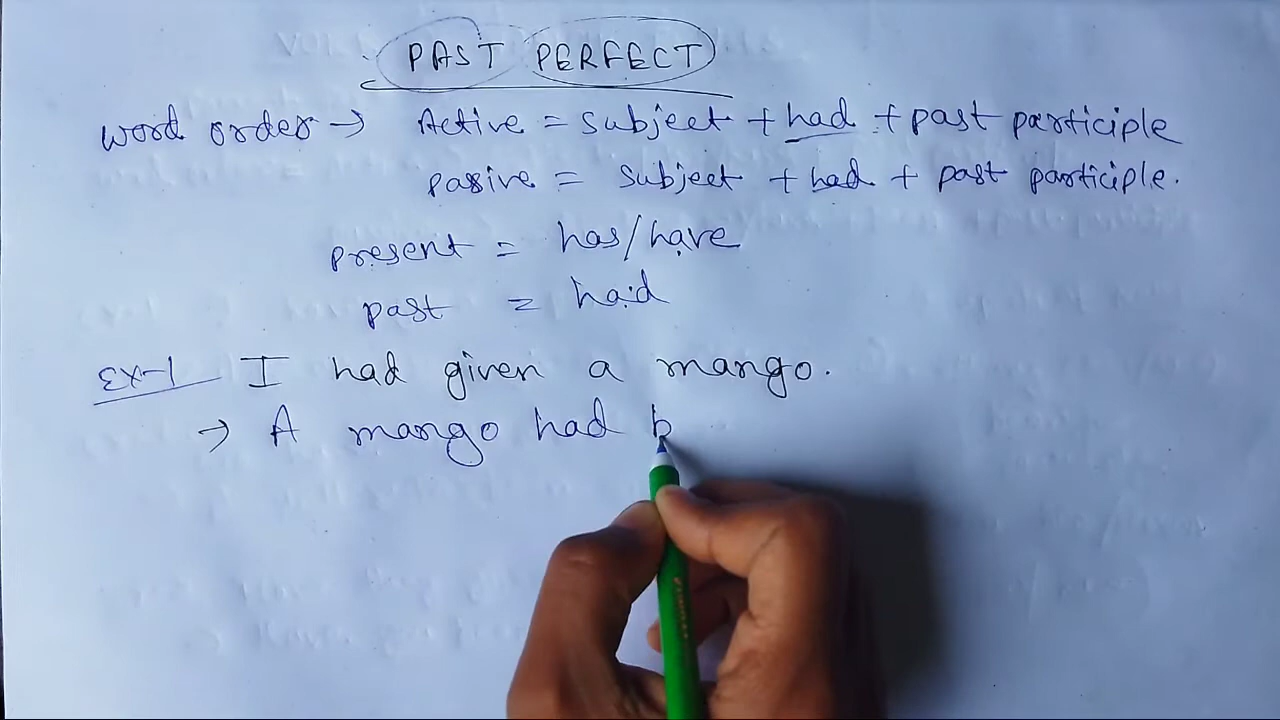 PAST PERFECT
word order → Active = subject + had + past participle
passive = subject + had + past participle.
present = has/have
past = had
Ex-1 I had given a mango.
→ A mango had b